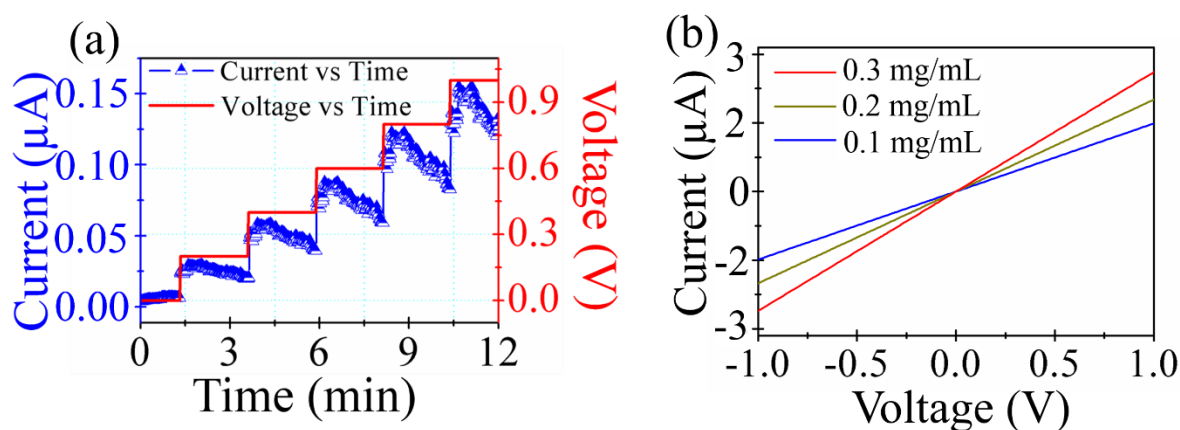 (a)
Current vs Time
Voltage vs Time
Current (μA)
0.15
0.10
0.05
0.00
0 3 6 9 12
Time (min)
0.9
0.6
0.3
0.0
Voltage (V)
(b)
0.3 mg/mL
0.2 mg/mL
0.1 mg/mL
Current (μA)
3
2
0
-2
-3
-1.0 -0.5 0.0 0.5 1.0
Voltage (V)